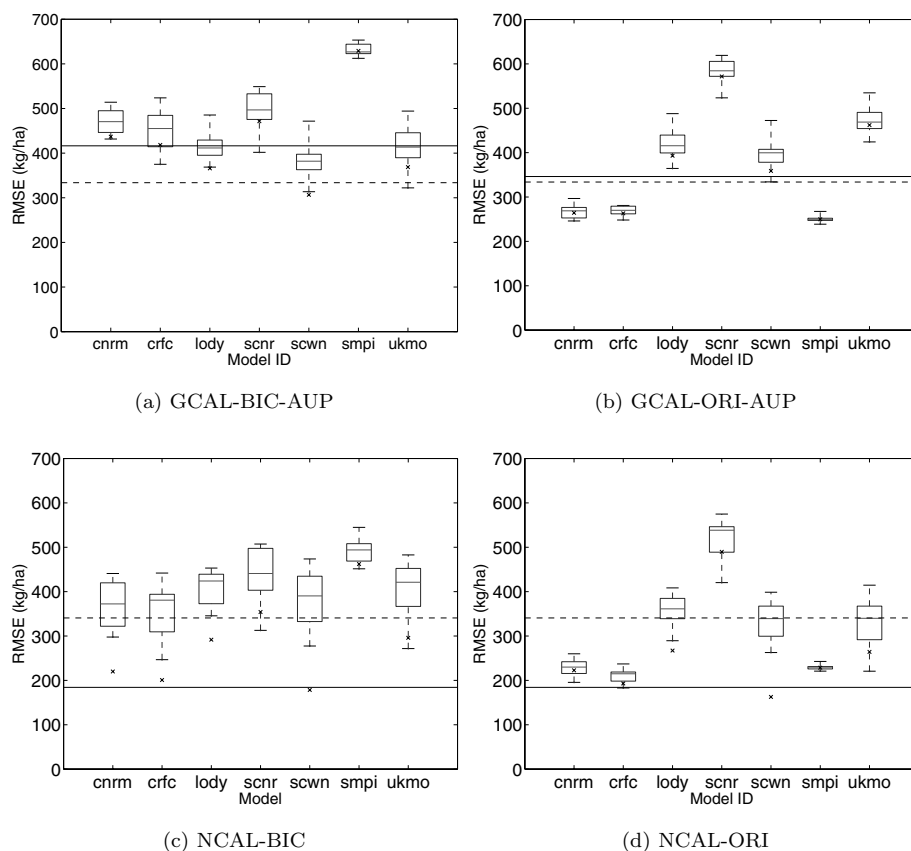 700
600
500
400
300
200
100
0
RMSE (kg/ha)
cnrm crfc lody scnr scwn smpi ukmo
Model ID
(a) GCAL-BIC-AUP
700
600
500
400
300
200
100
0
RMSE (kg/ha)
cnrm crfc lody scnr scwn smpi ukmo
Model ID
(b) GCAL-ORI-AUP
700
600
500
400
300
200
100
0
RMSE (kg/ha)
cnrm crfc lody scnr scwn smpi ukmo
Model
(c) NCAL-BIC
700
600
500
400
300
200
100
0
RMSE (kg/ha)
cnrm crfc lody scnr scwn smpi ukmo
Model ID
(d) NCAL-ORI